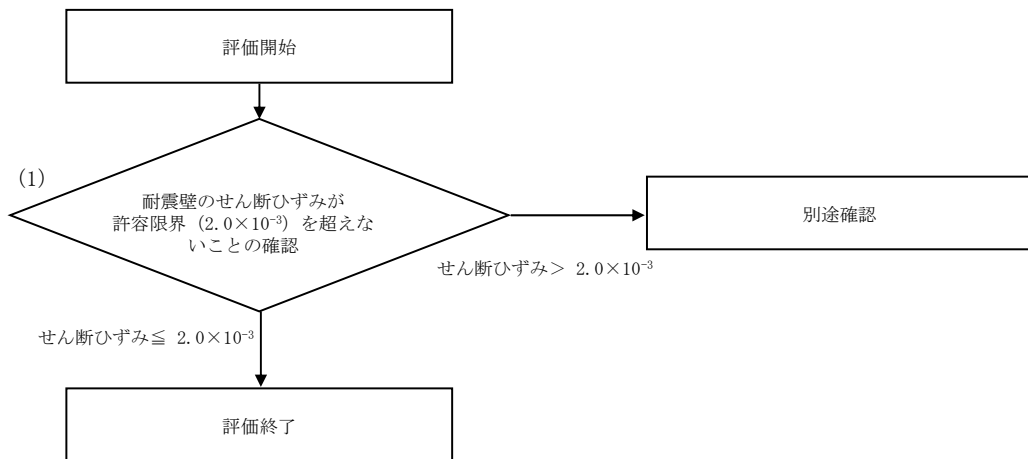 評価開始
(1)
耐震壁のせん断ひずみが
許容限界（2.0×10⁻³）を超えな
いことの確認
別途確認
せん断ひずみ＞ 2.0×10⁻³
せん断ひずみ≦ 2.0×10⁻³
評価終了